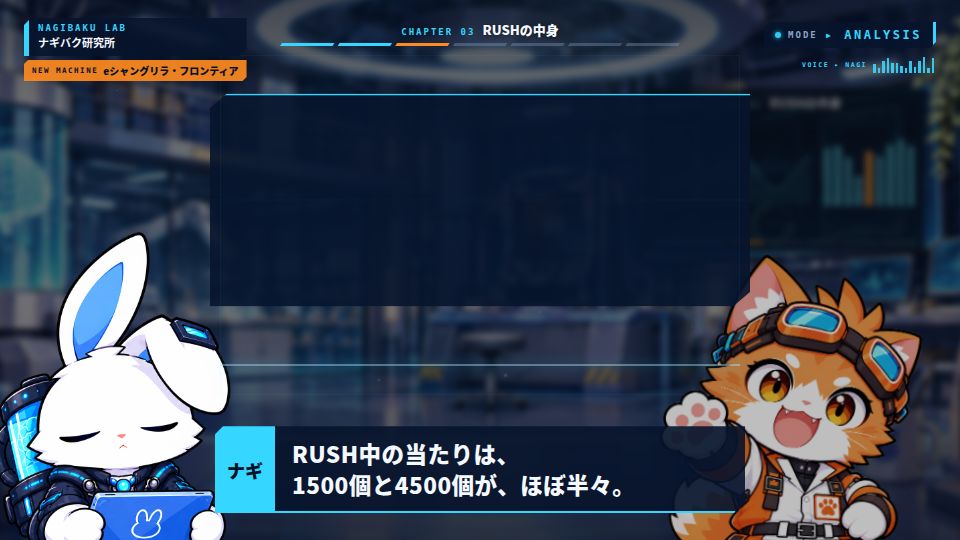 NAGIBAKU LAB
ナギバク研究所
NEW MACHINE eシャングリラ・フロンティア
CHAPTER 03 RUSHの中身
MODE ▸ ANALYSIS
VOICE ▸ NAGI
ナギ
RUSH中の当たりは、
1500個と4500個が、ほぼ半々。